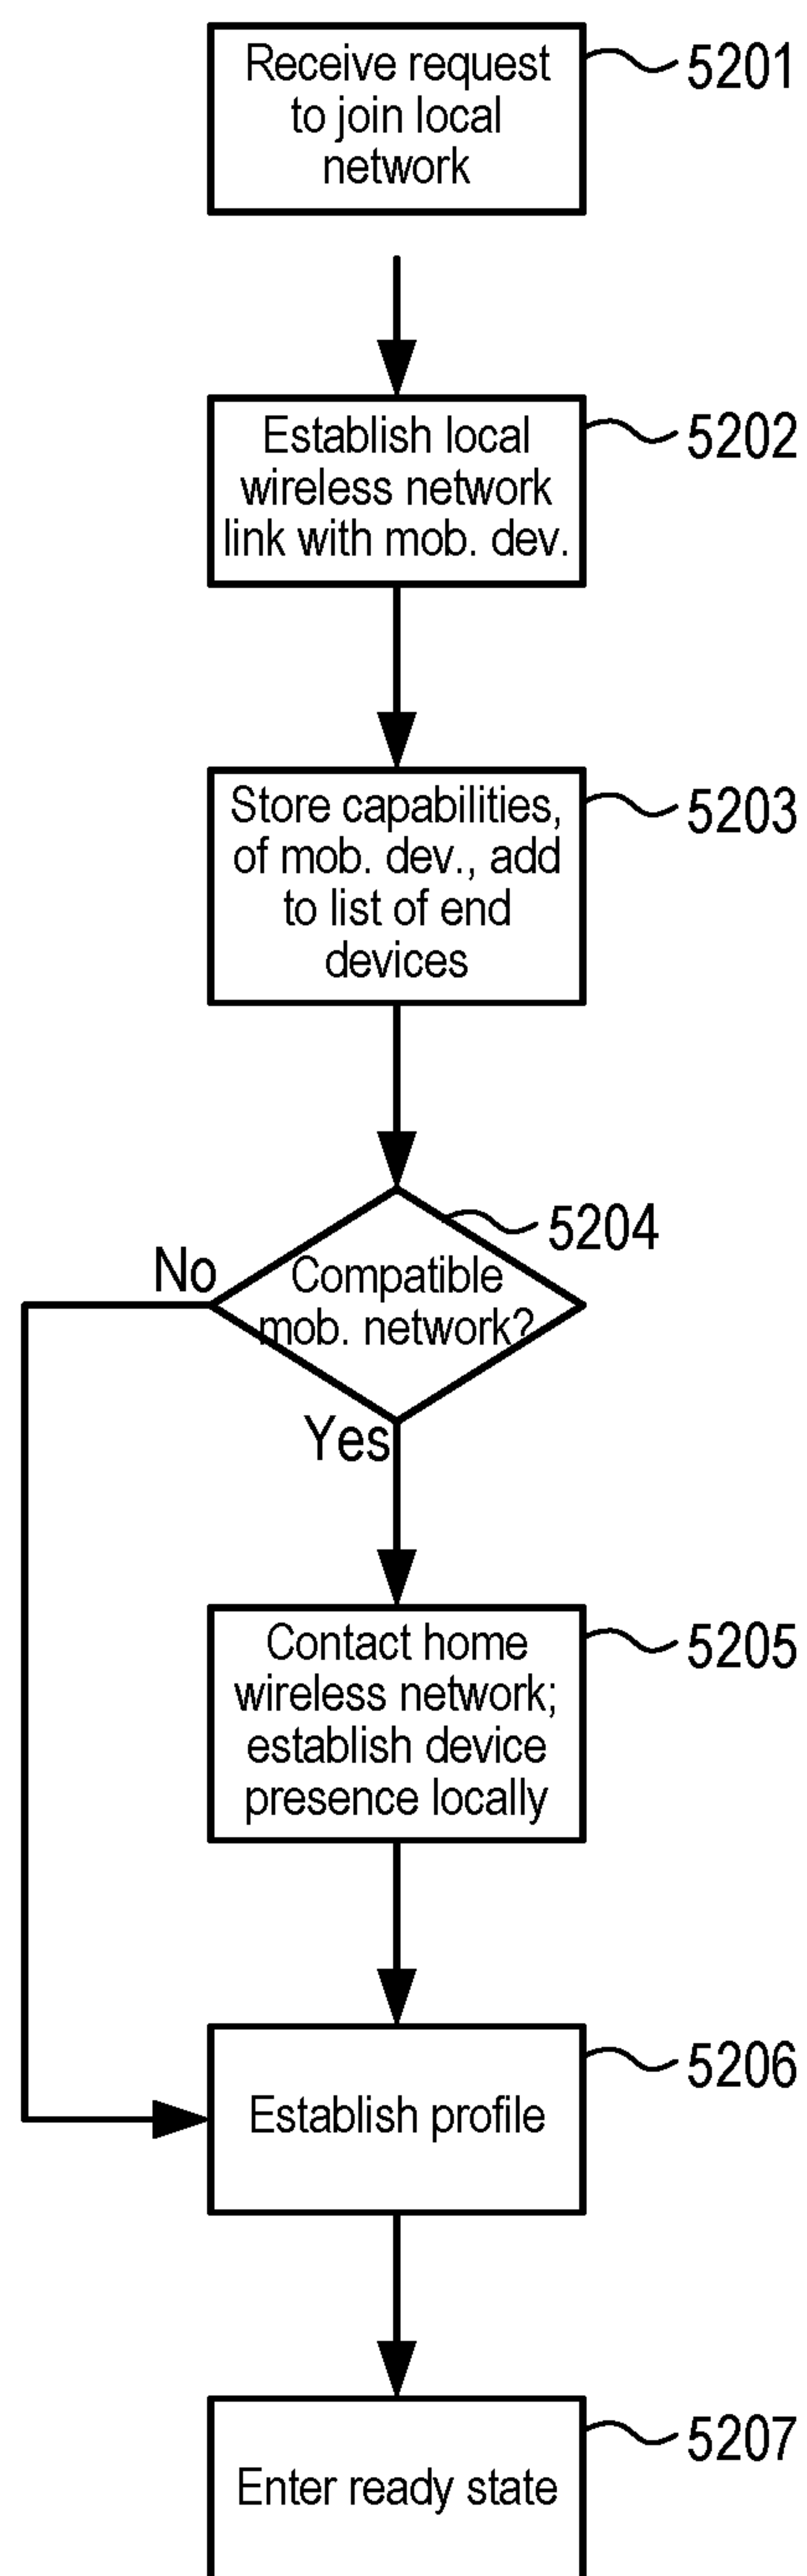 Receive request
to join local
network
5201
Establish local
wireless network
link with mob. dev.
5202
Store capabilities,
of mob. dev., add
to list of end
devices
5203
5204
No
Compatible
mob. network?
Yes
Contact home
wireless network;
establish device
presence locally
5205
Establish profile
5206
Enter ready state
5207